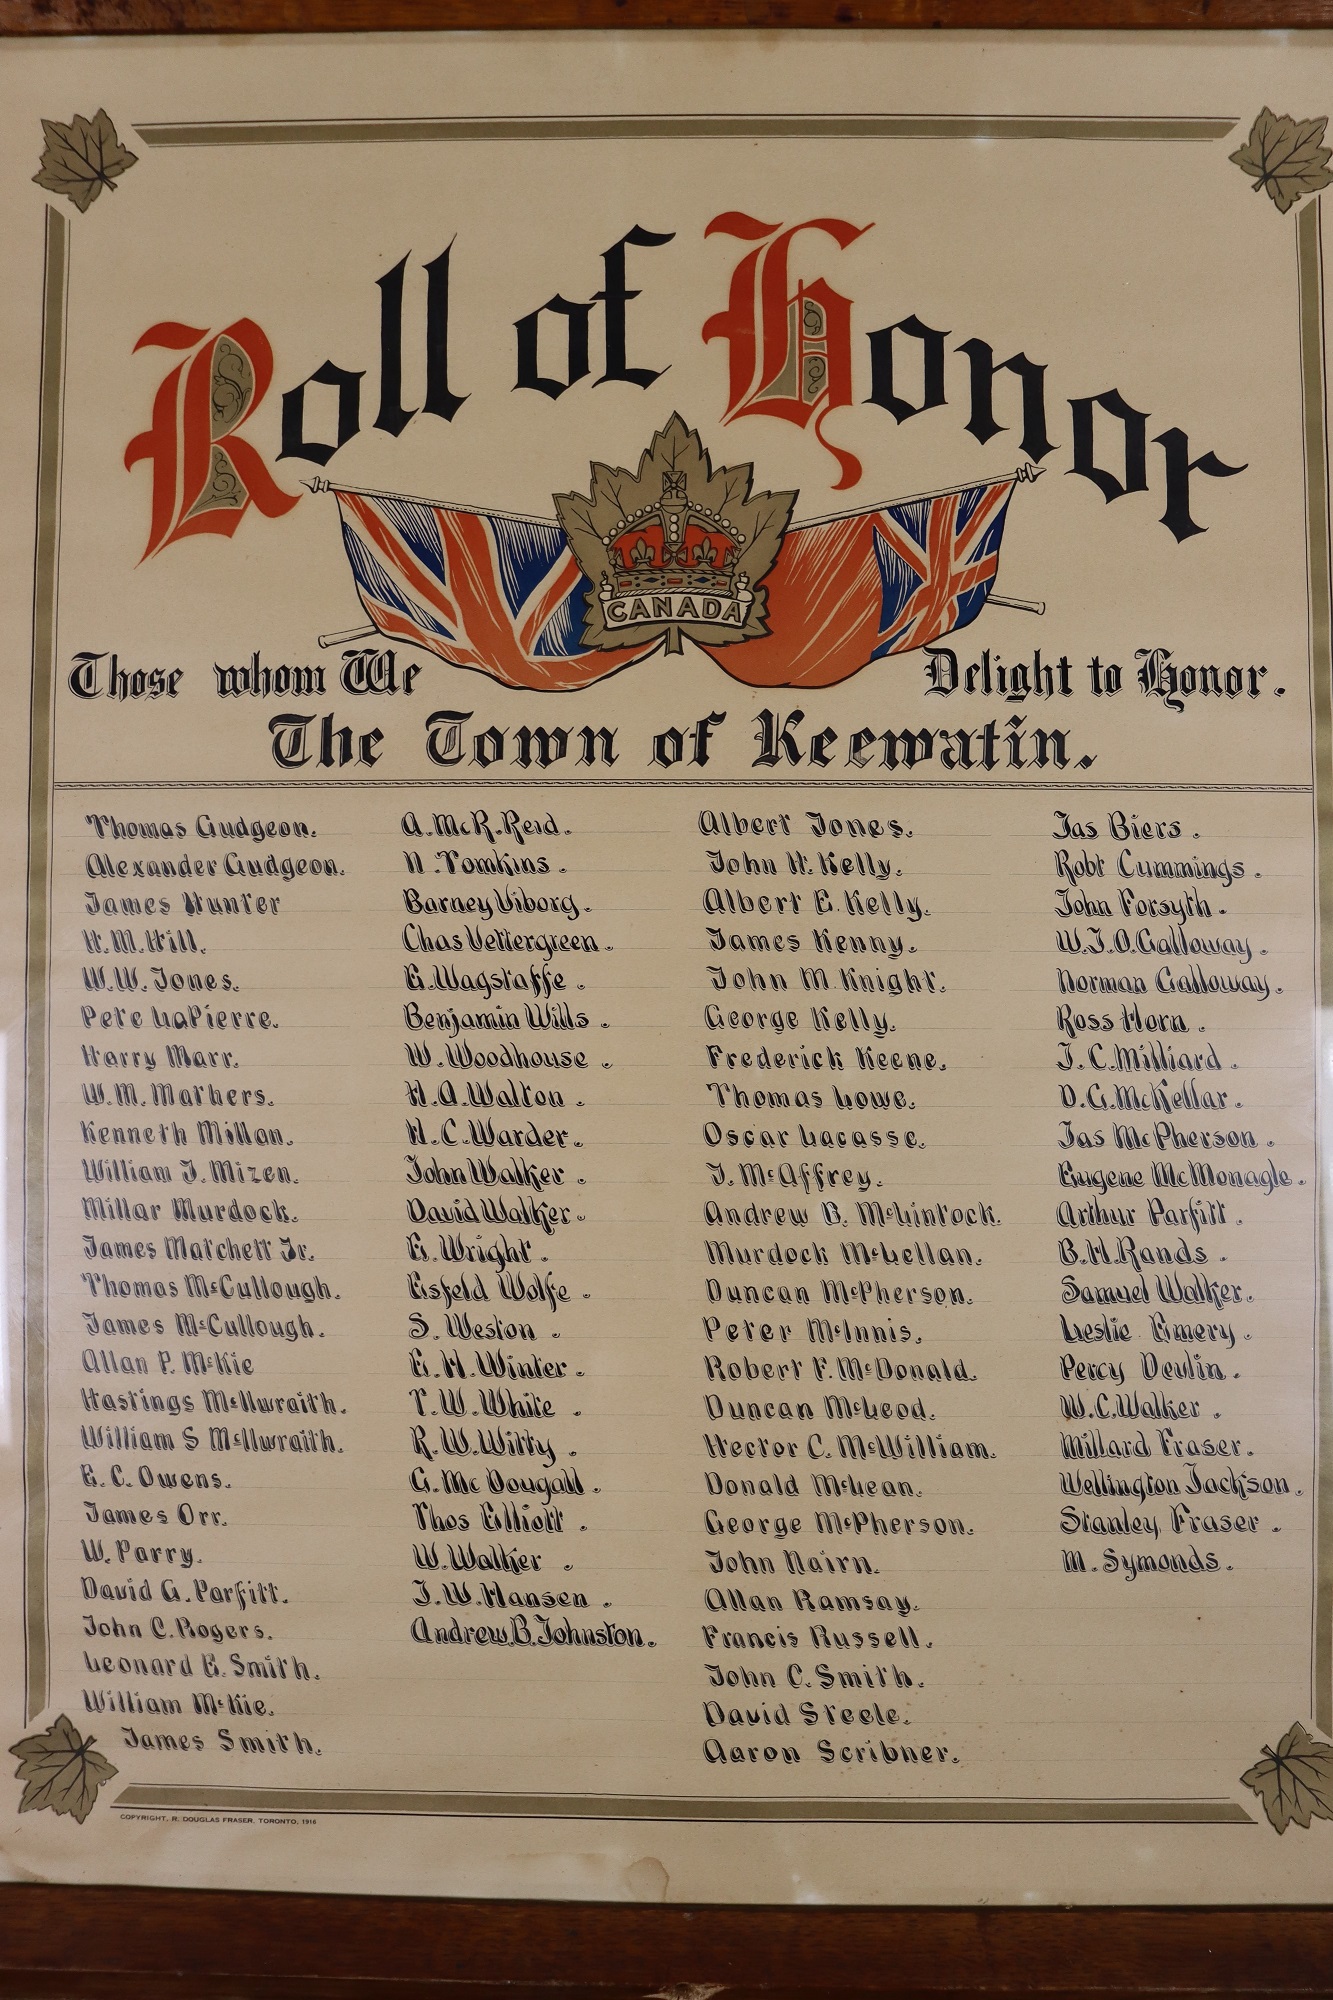 Roll of Honor
CANADA
Those whom We Delight to Honor.
The Town of Keewatin.
Thomas Gudgeon.
Alexander Gudgeon.
James Hunter
H.M.Hill.
W.W.Jones.
Pete LaPierre.
Harry Marr.
W.M.Mathers.
Kenneth Millan.
William J.Mizen.
Millar Murdock.
James Matchett Jr.
Thomas McCullough.
James McCullough.
Allan P. McKie
Hastings McIlwraith.
William S McIlwraith.
E.C.Owens.
James Orr.
W.Parry.
David G.Parfitt.
John C.Rogers.
Leonard E.Smith.
William McKie.
James Smith.
A.McR.Reid.
N.Tomkins.
Barney Viborg.
Chas Vettergreen.
E.Wagstaffe.
Benjamin Wills.
W.Woodhouse.
H.A.Walton.
H.C.Warder.
John Walker.
David Walker.
E.Wright.
Eisfeld Wolfe.
S.Weston.
E.H.Winter.
T.W.White.
R.W.Witty.
G.McDougall.
Thos Elliott.
W.Walker.
J.W.Hansen.
Andrew.B.Johnston.
Albert Jones.
John H.Kelly.
Albert E.Kelly.
James Kenny.
John M.Knight.
George Kelly.
Frederick Keene.
Thomas Lowe.
Oscar Lacasse.
J.McAffrey.
Andrew B. McLintock.
Murdock McLellan.
Duncan McPherson.
Peter McInnis.
Robert F.McDonald.
Duncan McLeod.
Hector C.McWilliam.
Donald McLean.
George McPherson.
John Nairn.
Allan Ramsay.
Francis Russell.
John C.Smith.
David Steele.
Aaron Scribner.
Jas Biers.
Robt Cummings.
John Forsyth.
W.J.O.Galloway.
Norman Galloway.
Ross Horn.
J.C.Milliard.
D.G.McKellar.
Jas McPherson.
Eugene McMonagle.
Arthur Parfitt.
B.H.Rands.
Samuel Walker.
Leslie Emery.
Percy Devlin.
W.C.Walker.
Millard Fraser.
Wellington Jackson.
Stanley Fraser.
M.Symonds.
COPYRIGHT, R. DOUGLAS FRASER, TORONTO, 1916